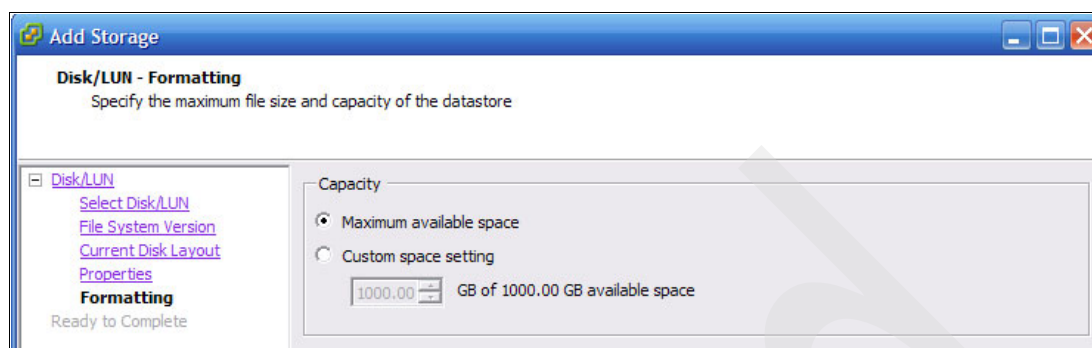 Add Storage
Disk/LUN - Formatting
Specify the maximum file size and capacity of the datastore
Disk/LUN
Select Disk/LUN
File System Version
Current Disk Layout
Properties
Formatting
Ready to Complete
Capacity
Maximum available space
Custom space setting
1000.00 GB of 1000.00 GB available space